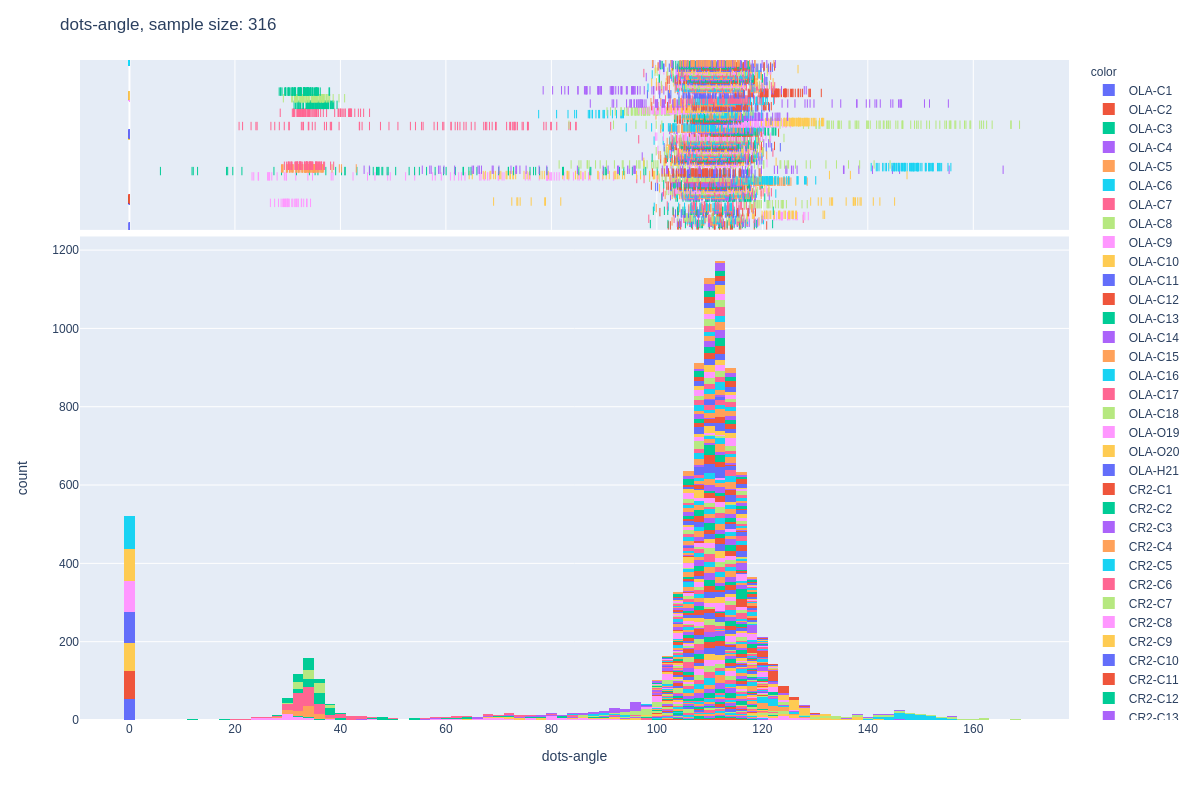 dots-angle, sample size: 316
color
OLA-C1
OLA-C2
OLA-C3
OLA-C4
OLA-C5
OLA-C6
OLA-C7
OLA-C8
OLA-C9
OLA-C10
OLA-C11
OLA-C12
OLA-C13
OLA-C14
OLA-C15
OLA-C16
OLA-C17
OLA-C18
OLA-O19
OLA-O20
OLA-H21
CR2-C1
CR2-C2
CR2-C3
CR2-C4
CR2-C5
CR2-C6
CR2-C7
CR2-C8
CR2-C9
CR2-C10
CR2-C11
CR2-C12
CR2-C13
1200
1000
800
600
400
200
0
count
0 20 40 60 80 100 120 140 160
dots-angle